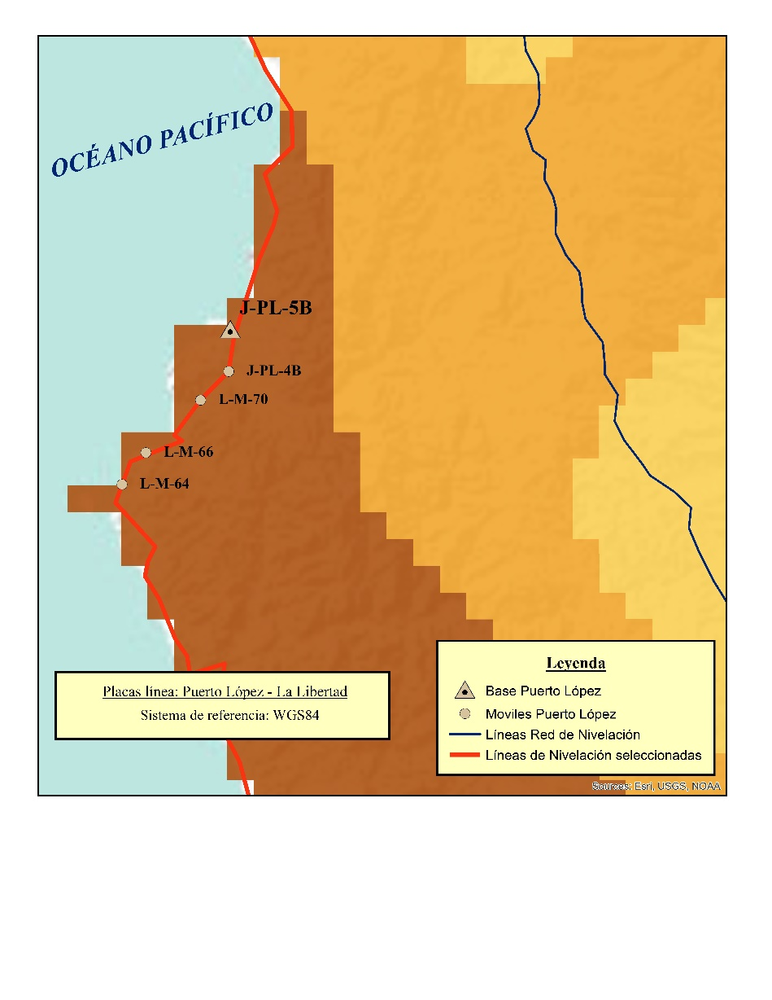 OCÉANO PACÍFICO
J-PL-5B
J-PL-4B
L-M-70
L-M-66
L-M-64
Placas línea: Puerto López - La Libertad
Sistema de referencia: WGS84
Leyenda
Base Puerto López
Moviles Puerto López
Líneas Red de Nivelación
Líneas de Nivelación seleccionadas
Sources: Esri, USGS, NOAA